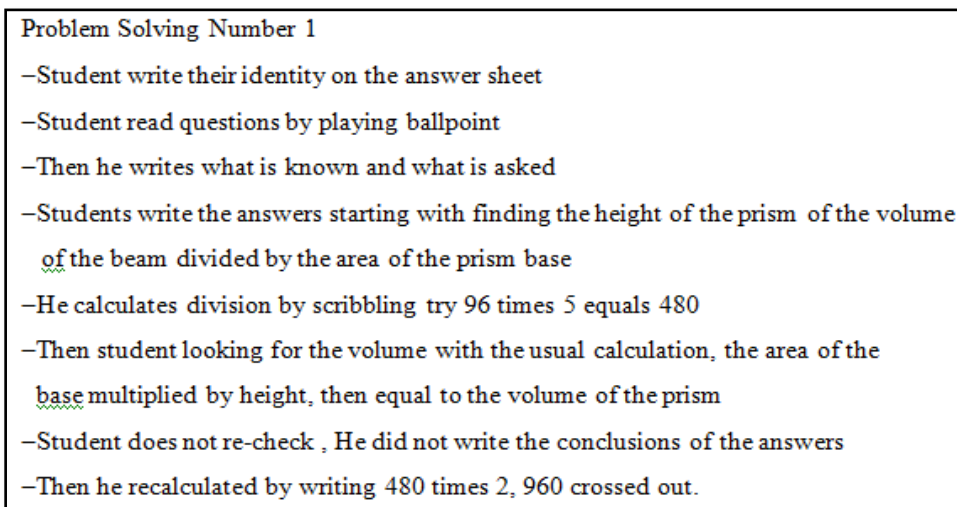 Problem Solving Number 1
–Student write their identity on the answer sheet
–Student read questions by playing ballpoint
–Then he writes what is known and what is asked
–Students write the answers starting with finding the height of the prism of the volume
of the beam divided by the area of the prism base
–He calculates division by scribbling try 96 times 5 equals 480
–Then student looking for the volume with the usual calculation, the area of the
base multiplied by height, then equal to the volume of the prism
–Student does not re-check , He did not write the conclusions of the answers
–Then he recalculated by writing 480 times 2, 960 crossed out.